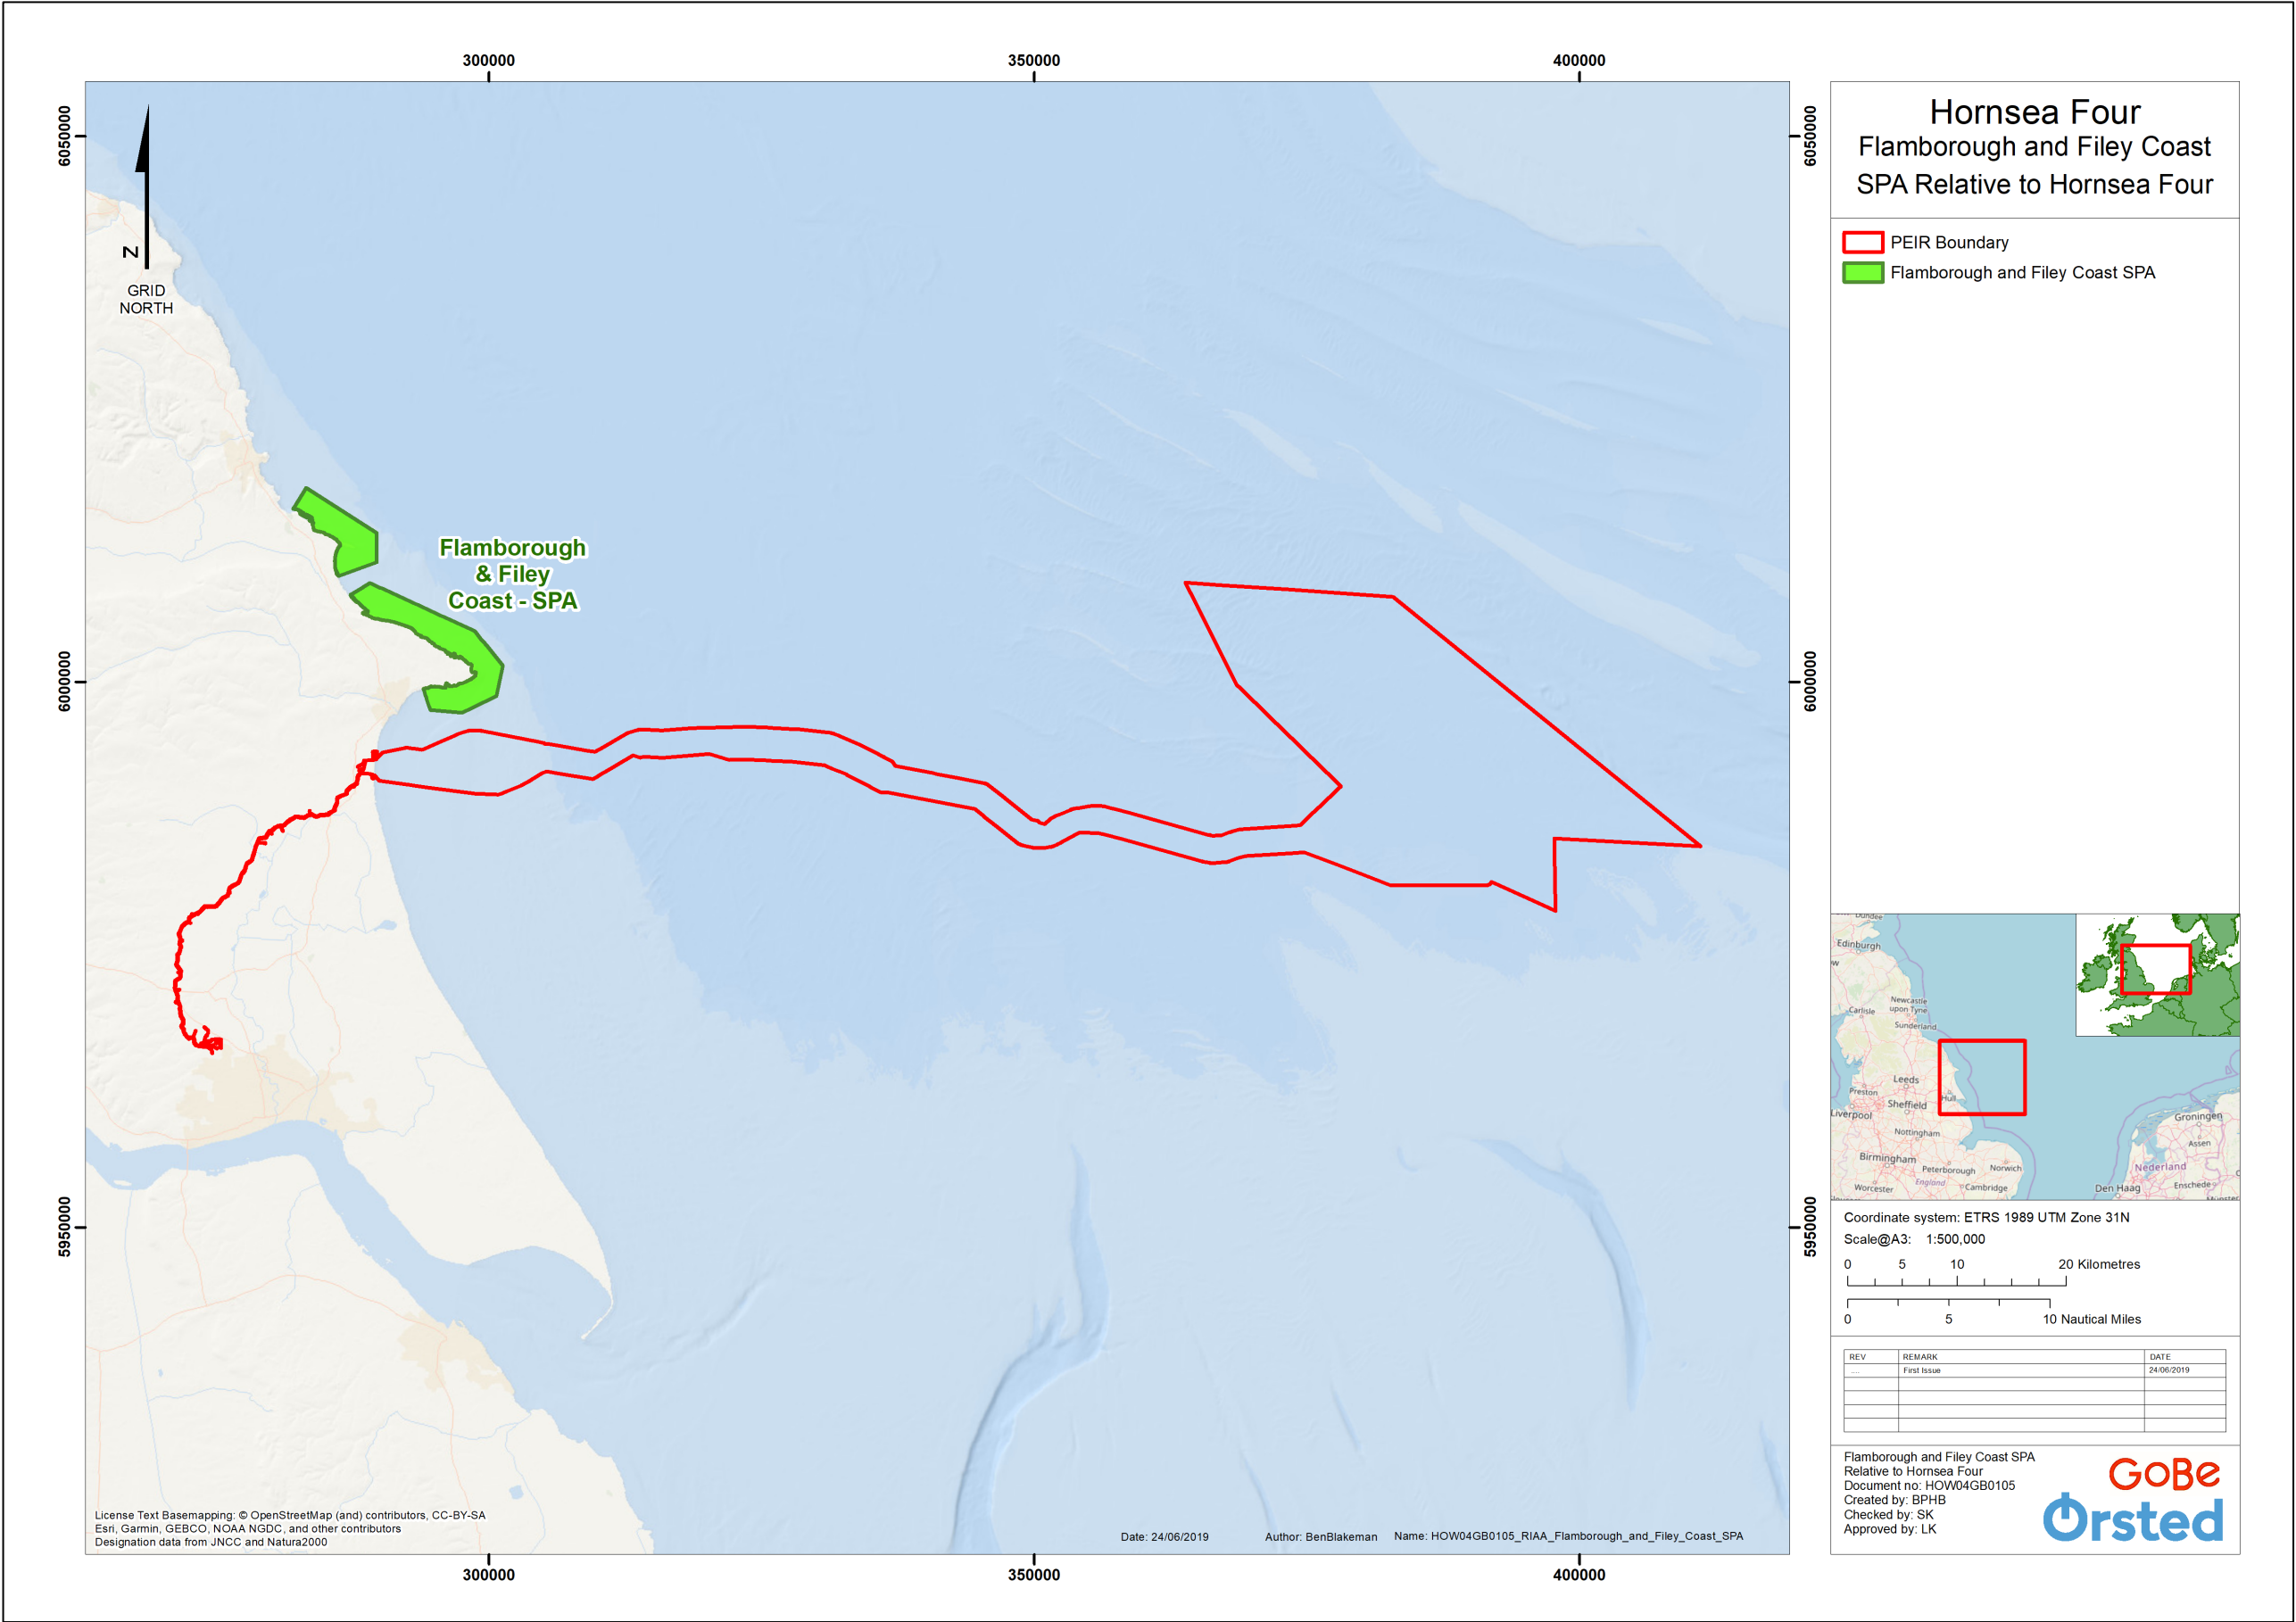 300000
350000
400000
6050000
6050000
6000000
6000000
5950000
5950000
300000
350000
400000
N
GRID
NORTH
Flamborough
& Filey
Coast - SPA
License Text Basemapping: © OpenStreetMap (and) contributors, CC-BY-SA
Esri, Garmin, GEBCO, NOAA NGDC, and other contributors
Designation data from JNCC and Natura2000
Date: 24/06/2019
Author: BenBlakeman
Name: HOW04GB0105_RIAA_Flamborough_and_Filey_Coast_SPA
Hornsea Four
Flamborough and Filey Coast
SPA Relative to Hornsea Four
PEIR Boundary
Flamborough and Filey Coast SPA
Dundee
Edinburgh
Newcastle
upon Tyne
Carlisle
Sunderland
Leeds
Preston
Hull
Sheffield
Liverpool
Nottingham
Birmingham
Peterborough
Norwich
England
Worcester
Cambridge
Groningen
Assen
Nederland
Den Haag
Enschede
Coordinate system: ETRS 1989 UTM Zone 31N
Scale@A3: 1:500,000
0 5 10 20 Kilometres
0 5 10 Nautical Miles
REV REMARK DATE
.... First Issue 24/06/2019
Flamborough and Filey Coast SPA
Relative to Hornsea Four
Document no: HOW04GB0105
Created by: BPHB
Checked by: SK
Approved by: LK
GoBe
Ørsted